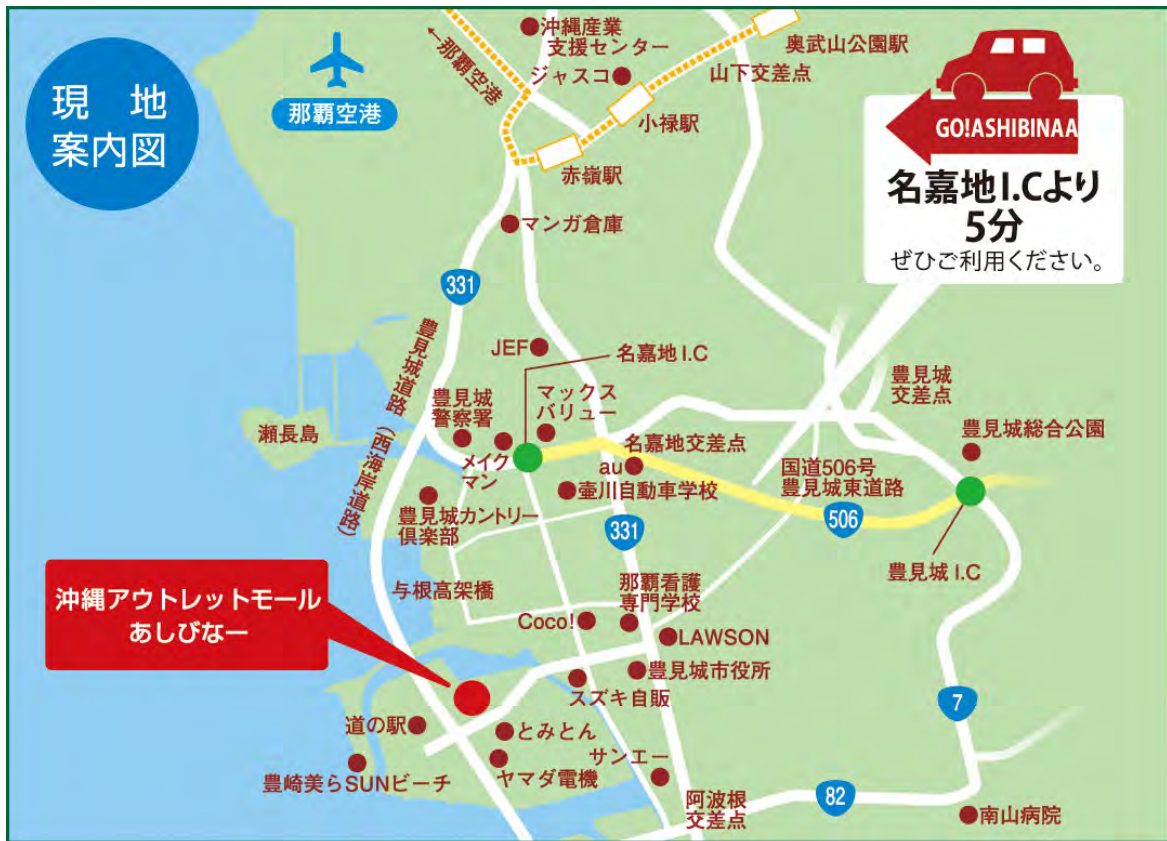 現 地
案内図
那覇空港
←那覇空港
沖縄産業
支援センター
ジャスコ
奥武山公園駅
山下交差点
小禄駅
赤嶺駅
GO!ASHIBINAA
名嘉地I.Cより
5分
ぜひご利用ください。
マンガ倉庫
331
豊見城道路(西海岸道路)
JEF
名嘉地 I.C
マックス
バリュー
豊見城
警察署
瀬長島
メイク
マン
名嘉地交差点
au
壷川自動車学校
豊見城
交差点
豊見城総合公園
国道506号
豊見城東道路
506
豊見城カントリー
倶楽部
331
豊見城 I.C
与根高架橋
那覇看護
専門学校
Coco!
LAWSON
沖縄アウトレットモール
あしびなー
豊見城市役所
スズキ自販
7
道の駅
とみとん
サンエー
豊崎美らSUNビーチ
ヤマダ電機
阿波根
交差点
82
南山病院